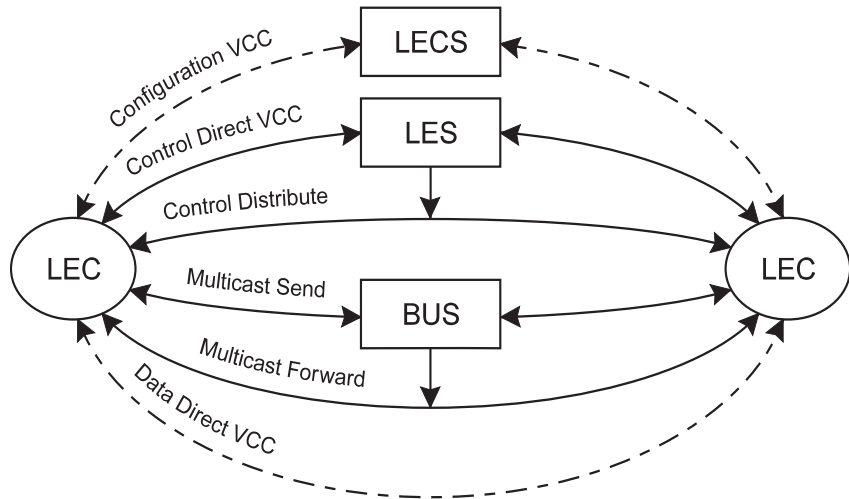 LECS
Configuration VCC
LES
Control Direct VCC
Control Distribute
LEC
LEC
Multicast Send
BUS
Multicast Forward
Data Direct VCC